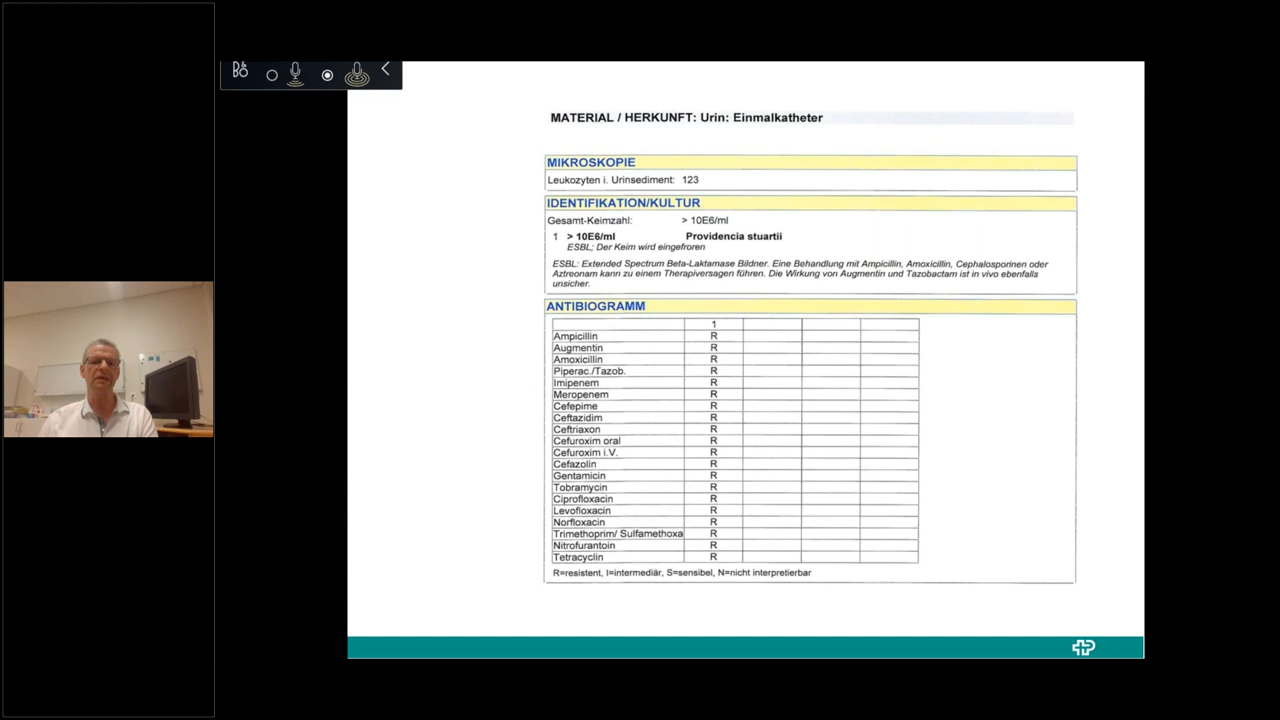 MATERIAL / HERKUNFT: Urin: Einmalkatheter
MIKROSKOPIE
Leukozyten i. Urinsediment: 123
IDENTIFIKATION/KULTUR
Gesamt-Keimzahl: > 10E6/ml
1 > 10E6/ml Providencia stuartii
ESBL; Der Keim wird eingefroren
ESBL: Extended Spectrum Beta-Laktamase Bildner. Eine Behandlung mit Ampicillin, Amoxicillin, Cephalosporinen oder
Aztreonam kann zu einem Therapiversagen führen. Die Wirkung von Augmentin und Tazobactam ist in vivo ebenfalls
unsicher.
ANTIBIOGRAMM
1
Ampicillin R
Augmentin R
Amoxicillin R
Piperac./Tazob. R
Imipenem R
Meropenem R
Cefepime R
Ceftazidim R
Ceftriaxon R
Cefuroxim oral R
Cefuroxim i.V. R
Cefazolin R
Gentamicin R
Tobramycin R
Ciprofloxacin R
Levofloxacin R
Norfloxacin R
Trimethoprim/ Sulfamethoxa R
Nitrofurantoin R
Tetracyclin R
R=resistent, I=intermediär, S=sensibel, N=nicht interpretierbar